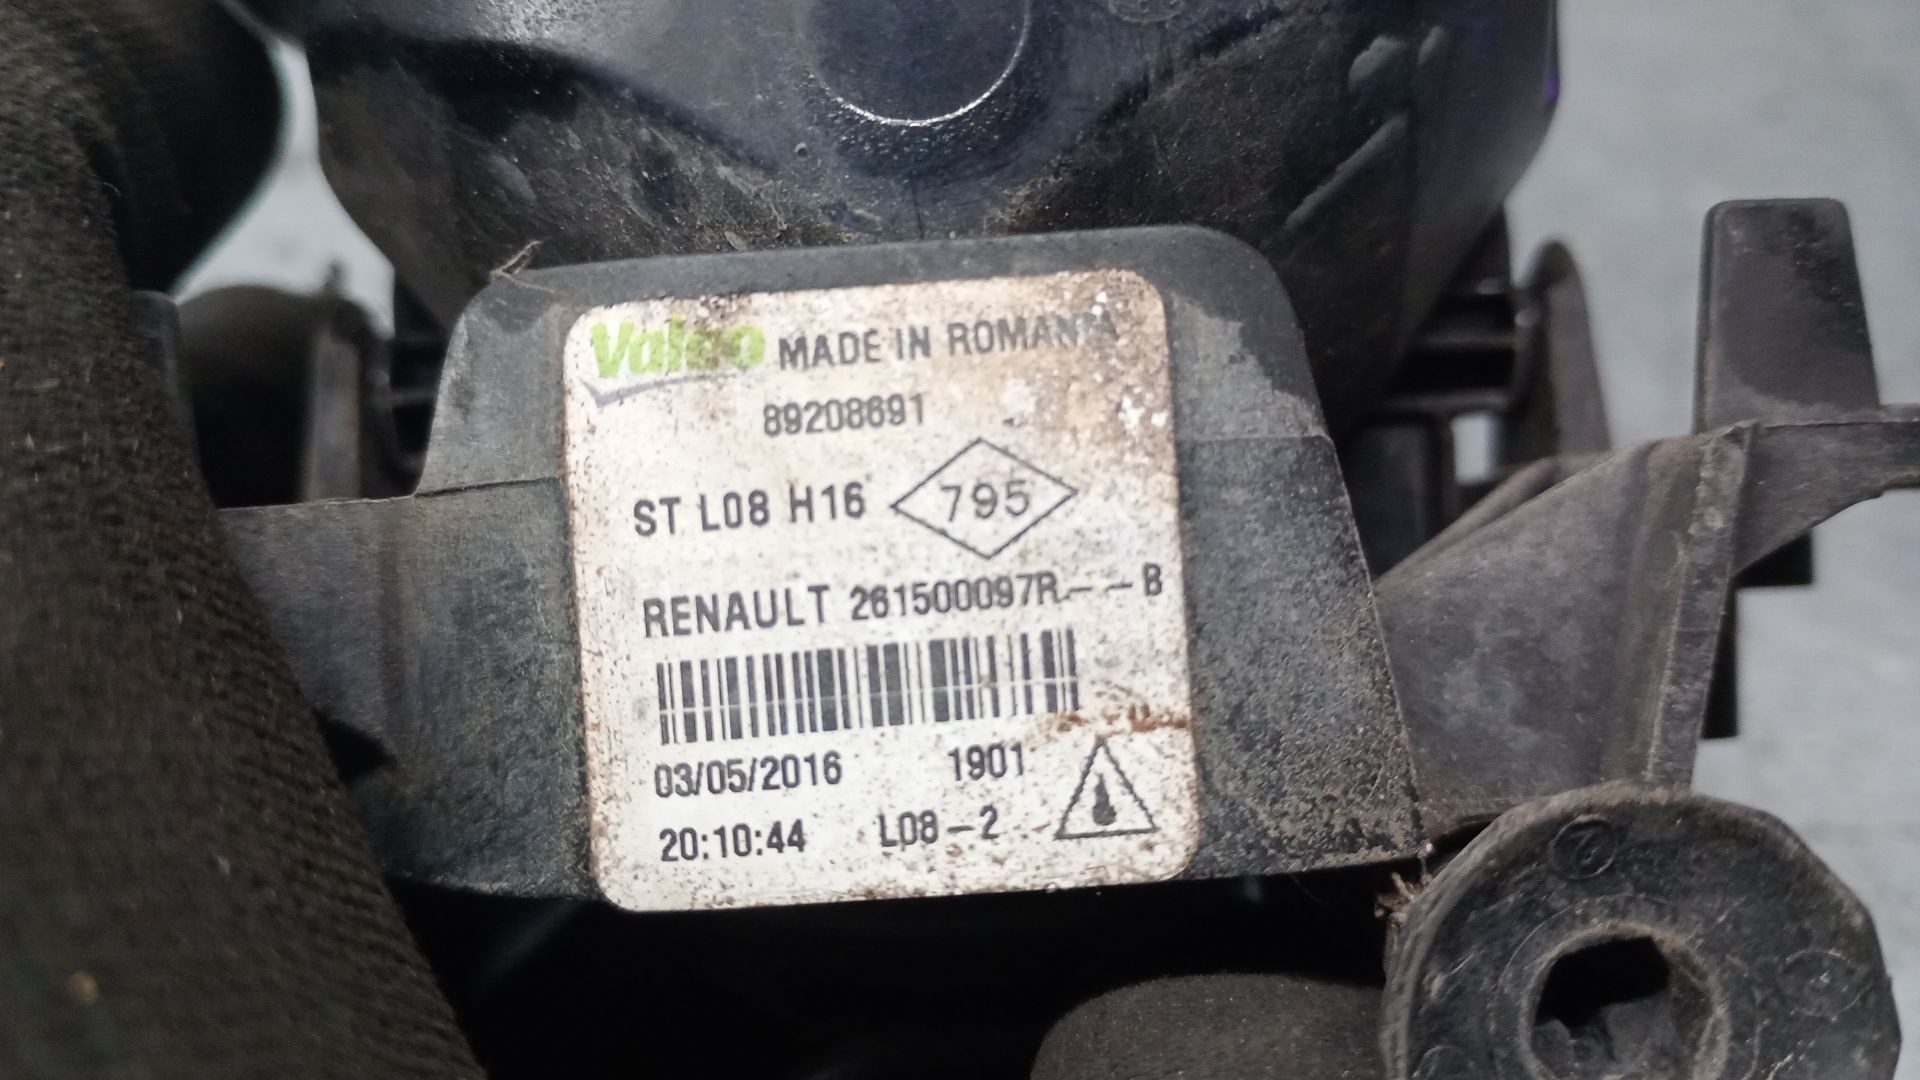 Valeo MADE IN ROMANIA
89208691
ST L08 H16 795
RENAULT 261500097R--B
03/05/2016 1901
20:10:44 L08-2